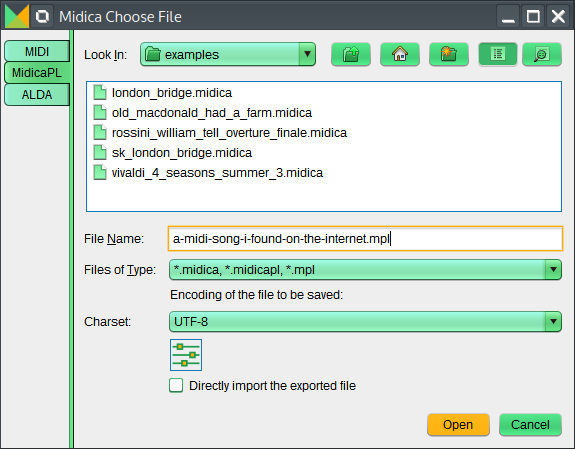 Midica Choose File
MIDI
MidicaPL
ALDA
Look In: examples
london_bridge.midica
old_macdonald_had_a_farm.midica
rossini_william_tell_overture_finale.midica
sk_london_bridge.midica
vivaldi_4_seasons_summer_3.midica
File Name: a-midi-song-i-found-on-the-internet.mpl
Files of Type: *.midica, *.midicapl, *.mpl
Encoding of the file to be saved:
Charset: UTF-8
Directly import the exported file
Open Cancel